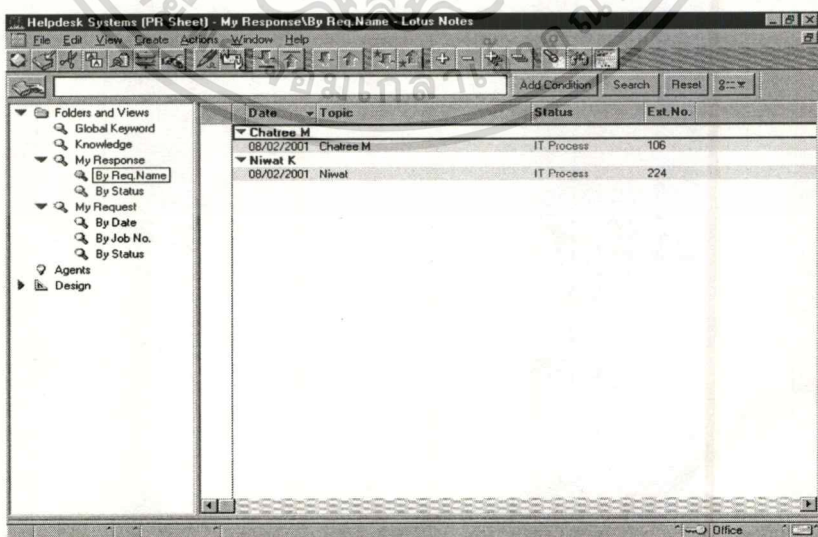 Helpdesk Systems (PR Sheet) - My Response\By Req.Name - Lotus Notes
File Edit View Create Actions Window Help
Add Condition Search Reset
Folders and Views
Global Keyword
Knowledge
My Response
By Req.Name
By Status
My Request
By Date
By Job No.
By Status
Agents
Design
Date Topic Status Ext.No.
Chatree M
08/02/2001 Chatree M IT Process 106
Niwat K
08/02/2001 Niwat IT Process 224
Office